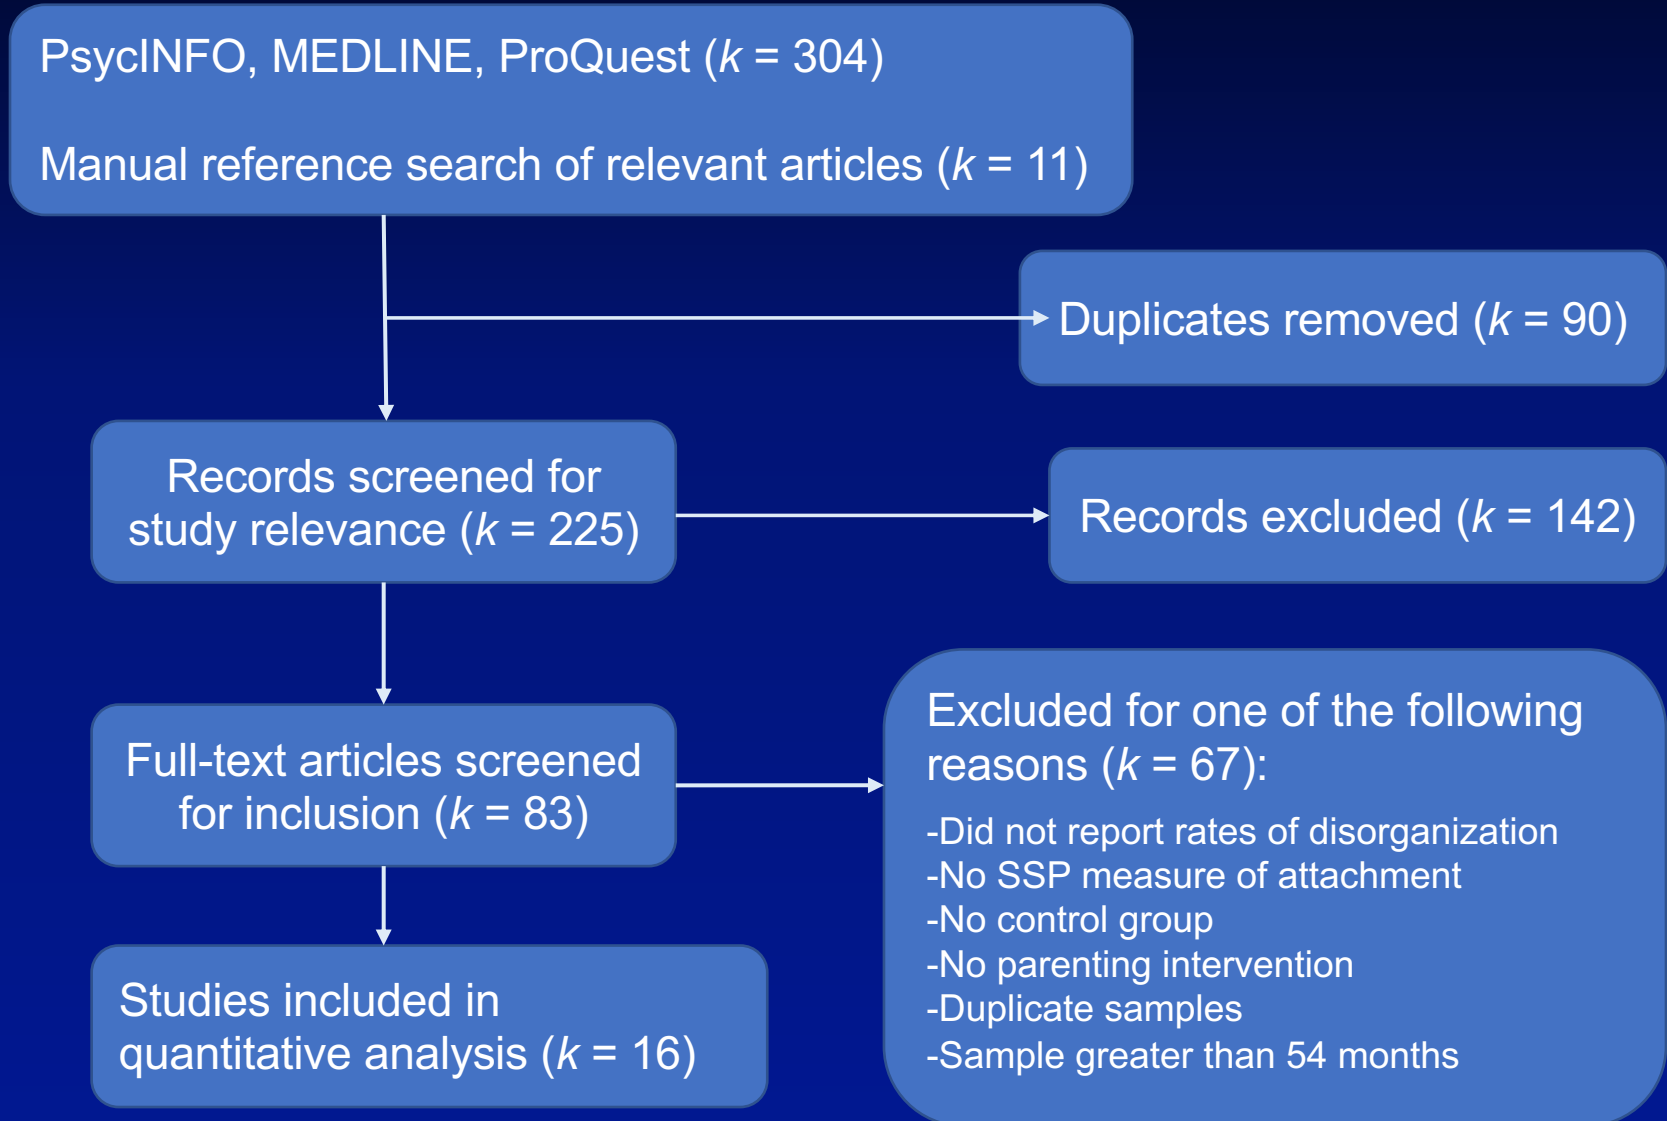 PsycINFO, MEDLINE, ProQuest (k = 304)
Manual reference search of relevant articles (k = 11)
Duplicates removed (k = 90)
Records screened for
study relevance (k = 225)
Records excluded (k = 142)
Full-text articles screened
for inclusion (k = 83)
Excluded for one of the following
reasons (k = 67):
-Did not report rates of disorganization
-No SSP measure of attachment
-No control group
-No parenting intervention
-Duplicate samples
-Sample greater than 54 months
Studies included in
quantitative analysis (k = 16)